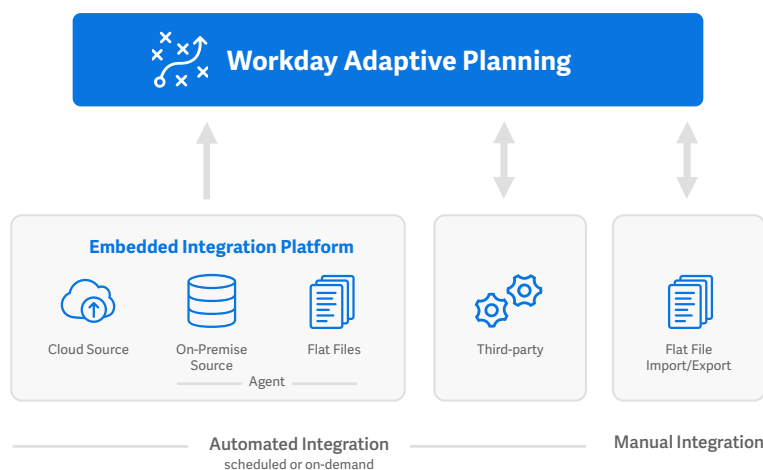 Workday Adaptive Planning
Embedded Integration Platform
Cloud Source
On-Premise
Source
Flat Files
Agent
Third-party
Flat File
Import/Export
Automated Integration
scheduled or on-demand
Manual Integration